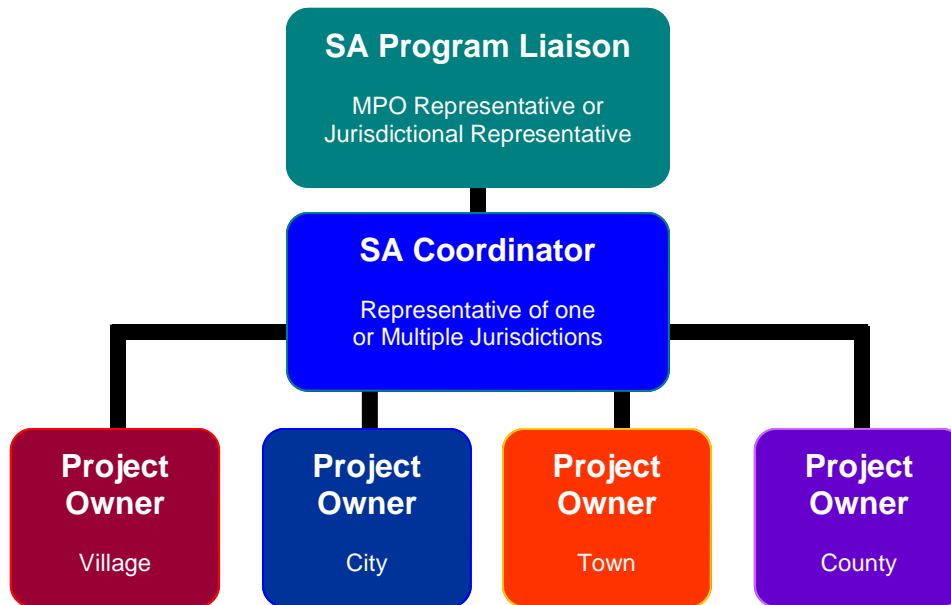 SA Program Liaison
MPO Representative or
Jurisdictional Representative
SA Coordinator
Representative of one
or Multiple Jurisdictions
Project
Owner
Village
Project
Owner
City
Project
Owner
Town
Project
Owner
County